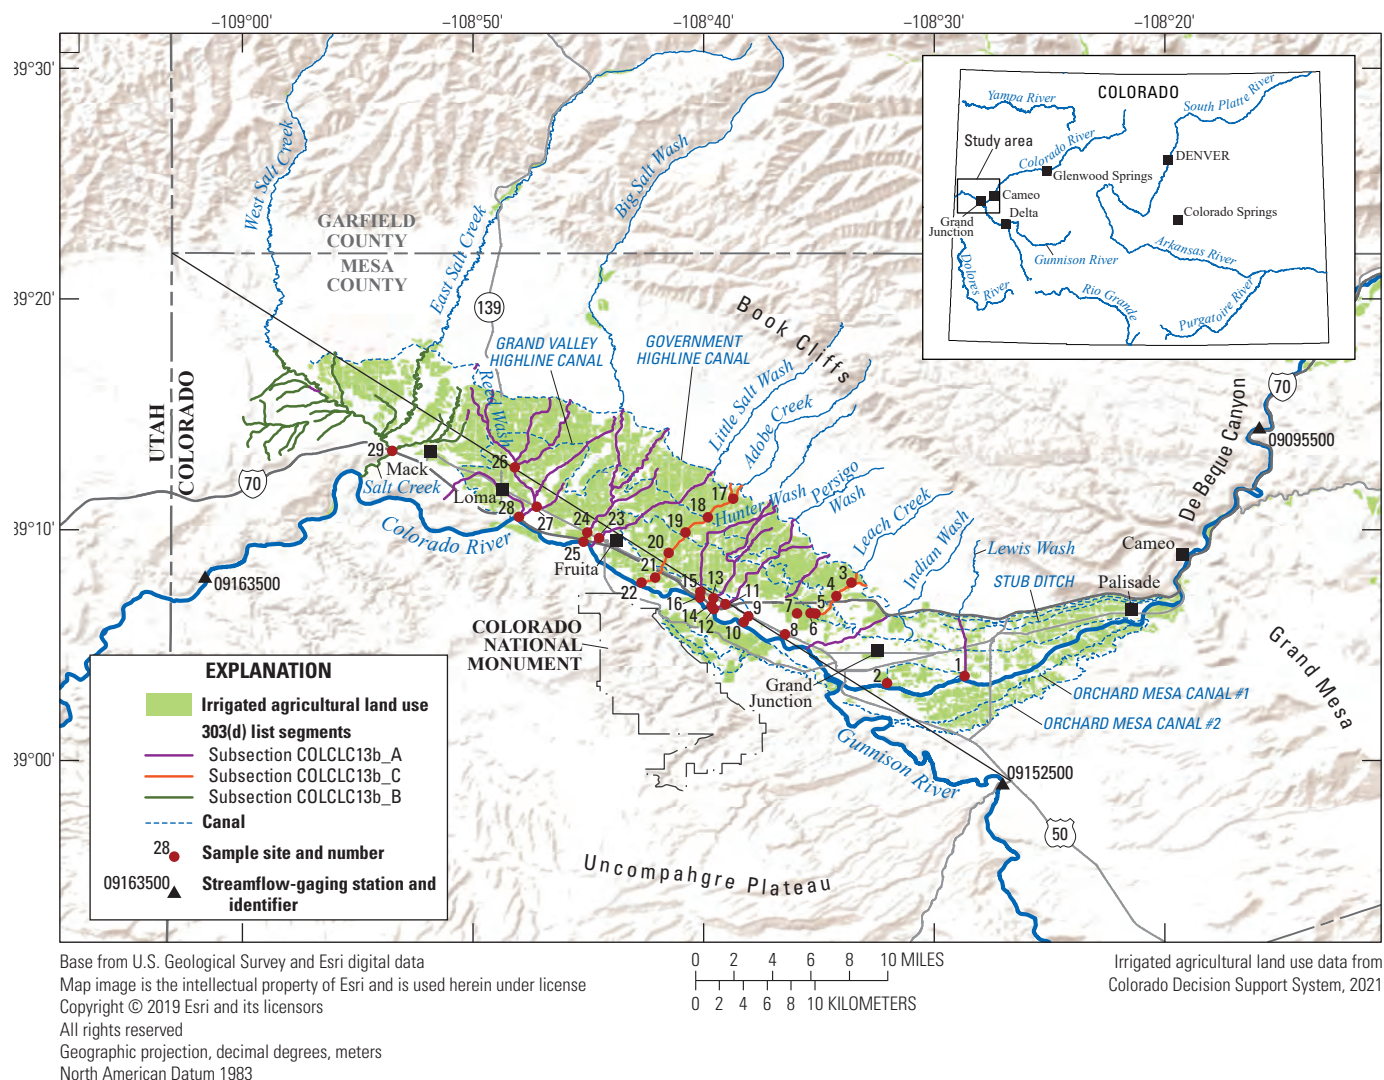 –109°00'
–108°50'
–108°40'
–108°30'
–108°20'
39°30'
39°20'
39°10'
39°00'
West Salt Creek
East Salt Creek
Big Salt Wash
GARFIELD
COUNTY
MESA
COUNTY
139
UTAH
COLORADO
Book Cliffs
GRAND VALLEY
HIGHLINE CANAL
GOVERNMENT
HIGHLINE CANAL
Reed Wash
Little Salt Wash
Adobe Creek
Hunter Wash
Persigo
Wash
Leach Creek
Indian Wash
Lewis Wash
STUB DITCH
De Beque Canyon
70
09095500
Cameo
Palisade
Grand Mesa
29
Mack
Salt Creek
70
Loma
26
28
27
24
23
25
Fruita
22
21
20
19
18
17
15
13
16
14
12
11
10
9
8
7
6
5
4
3
2
1
Colorado River
09163500
COLORADO
NATIONAL
MONUMENT
Grand
Junction
ORCHARD MESA CANAL #1
ORCHARD MESA CANAL #2
Gunnison River
09152500
50
Uncompahgre Plateau
COLORADO
Yampa River
South Platte River
Study area
Colorado River
DENVER
Glenwood Springs
Cameo
Grand
Junction
Delta
Colorado Springs
Gunnison River
Arkansas River
Dolores
River
Rio Grande
Purgatoire River
EXPLANATION
Irrigated agricultural land use
303(d) list segments
Subsection COLCLC13b_A
Subsection COLCLC13b_C
Subsection COLCLC13b_B
Canal
28
Sample site and number
09163500
Streamflow-gaging station and
identifier
Base from U.S. Geological Survey and Esri digital data
Map image is the intellectual property of Esri and is used herein under license
Copyright © 2019 Esri and its licensors
All rights reserved
Geographic projection, decimal degrees, meters
North American Datum 1983
0 2 4 6 8 10 MILES
0 2 4 6 8 10 KILOMETERS
Irrigated agricultural land use data from
Colorado Decision Support System, 2021